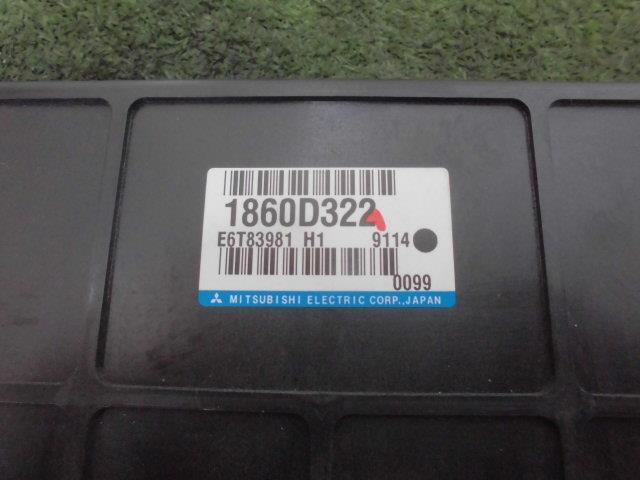 1860D322
E6T83981 H1 9114
0099
MITSUBISHI ELECTRIC CORP.,JAPAN